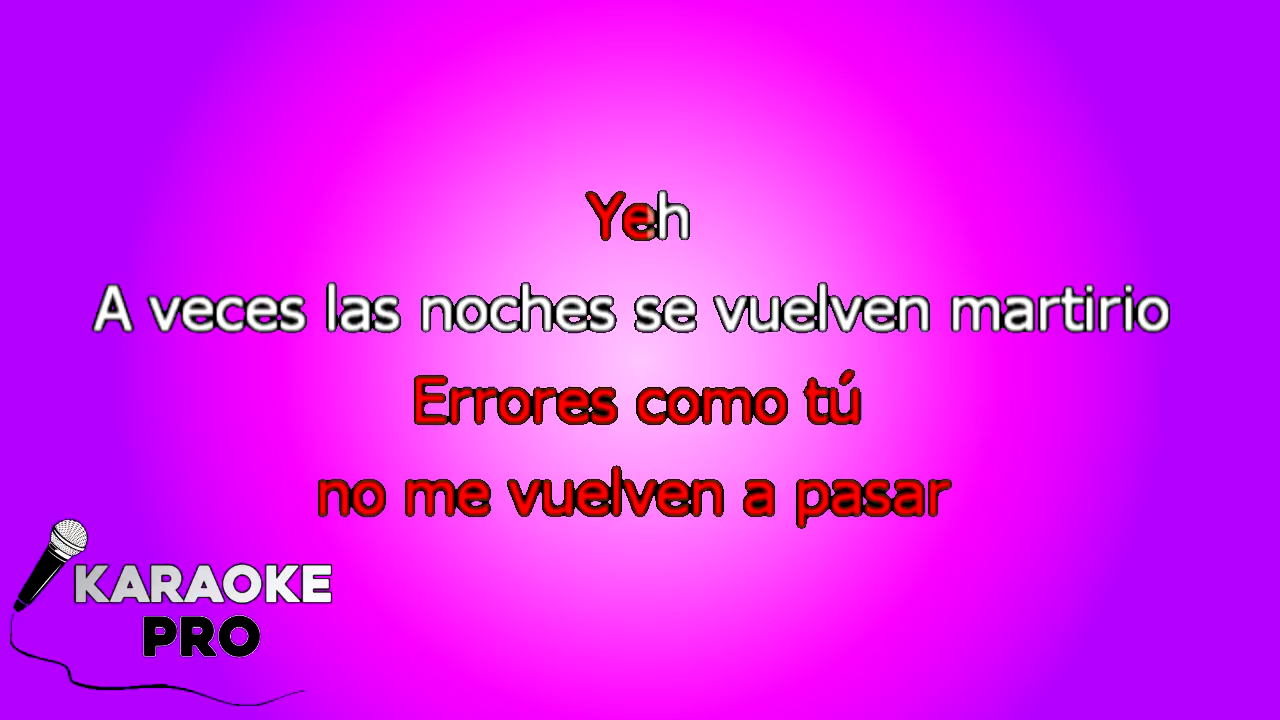 Yeh
A veces las noches se vuelven martirio
Errores como tú
no me vuelven a pasar
KARAOKE
PRO